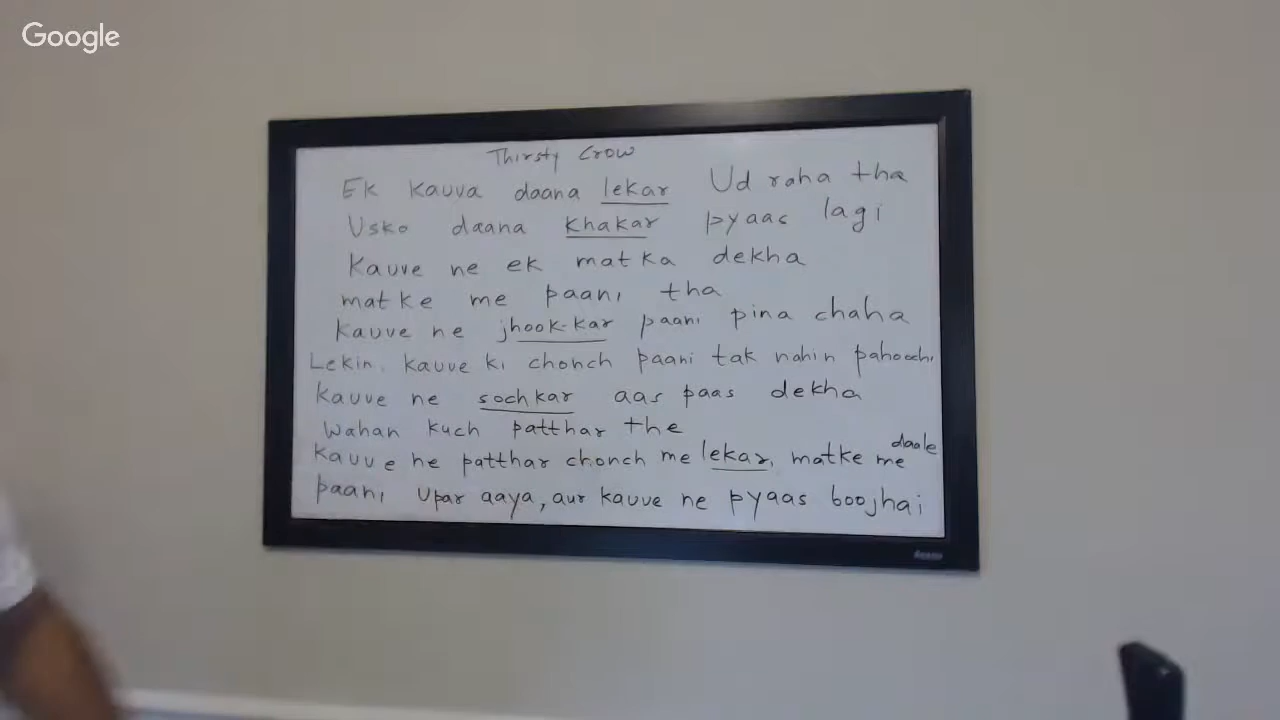 Google
Thirsty Crow
Ek kauva daana lekar Ud raha tha
Usko daana khakar pyaas lagi
Kauve ne ek matka dekha
matke me paani tha
Kauve ne jhook-kar paani pina chaha
Lekin, kauve ki chonch paani tak nahin pahochi
Kauve ne sochkar aas paas dekha
Wahan kuch patthar the
daale
Kauve ne patthar chonch me lekar, matke me
paani upar aaya, aur kauve ne pyaas boojhai